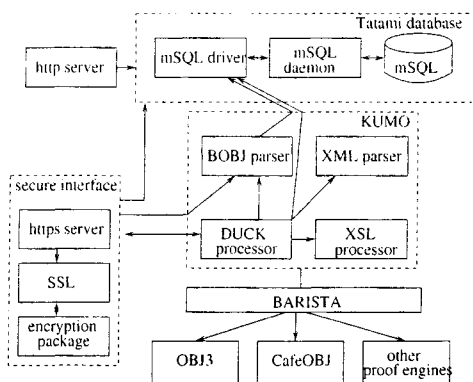 Tatami database
http server
mSQL driver
mSQL
daemon
mSQL
KUMO
BOBJ parser
XML parser
secure interface
https server
DUCK
processor
XSL
processor
SSL
encryption
package
BARISTA
OBJ3
CafeOBJ
other
proof engines